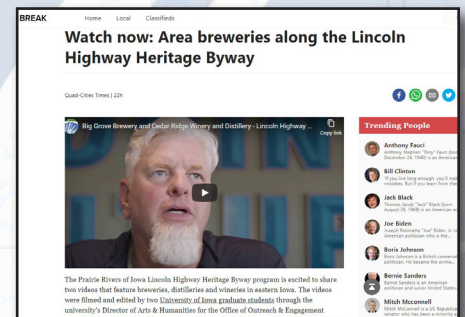 BREAK
Home Local Classifieds
Watch now: Area breweries along the Lincoln
Highway Heritage Byway
Quad-Cities Times | 22h
Big Grove Brewery and Cedar Ridge Winery and Distillery - Lincoln Highway ...
Copy link
The Prairie Rivers of Iowa Lincoln Highway Heritage Byway program is excited to share
two videos that feature breweries, distilleries and wineries in eastern Iowa. The videos
were filmed and edited by two University of Iowa graduate students through the
university's Director of Arts & Humanities for the Office of Outreach & Engagement
Trending People
Anthony Fauci
Anthony Stephen "Tony" Fauci (born
December 24, 1940) is an American
Bill Clinton
"If you live long enough, you'll make
mistakes. But if you learn from them
Jack Black
Thomas Jacob "Jack" Black (born
August 28, 1969) is an American ac
Joe Biden
Joseph Robinette "Joe" Biden, Jr. is
American politician who is the...
Boris Johnson
Boris Johnson is a British conservat
politician. He became the prime...
Bernie Sanders
Bernie Sanders is an American
politician and junior United States
Mitch Mcconnell
Mitch McConnell is a US Republican
senator who has been a minority